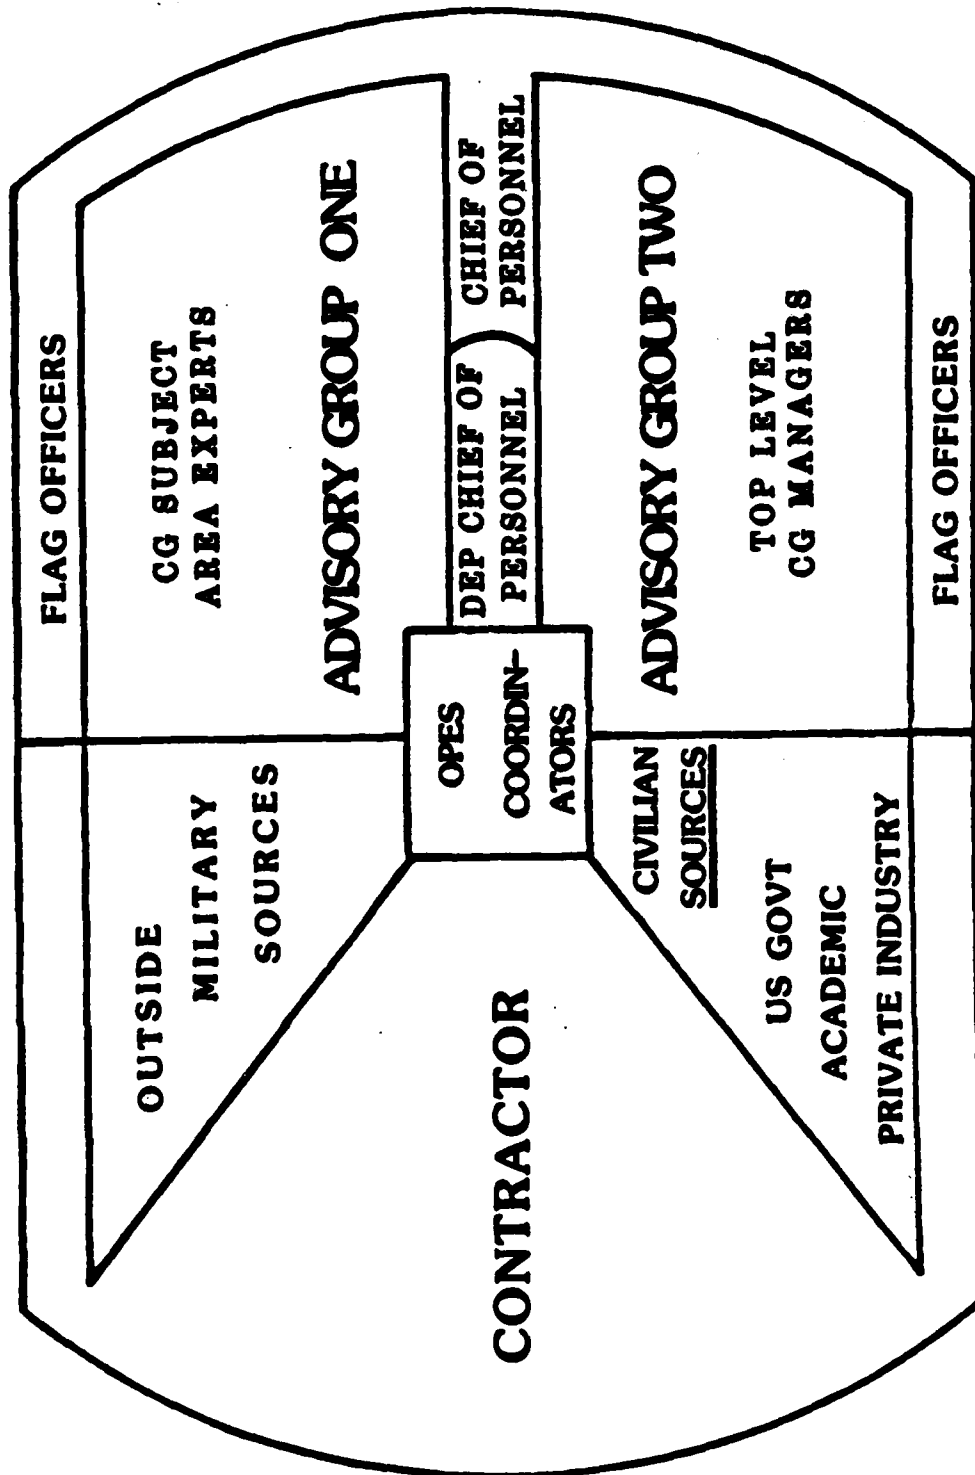 FLAG OFFICERS
CG SUBJECT
AREA EXPERTS
ADVISORY GROUP ONE
OUTSIDE
MILITARY
SOURCES
CONTRACTOR
OPES
COORDIN-
ATORS
DEP CHIEF OF
PERSONNEL
CHIEF OF
PERSONNEL
CIVILIAN
SOURCES
US GOVT
ACADEMIC
PRIVATE INDUSTRY
ADVISORY GROUP TWO
TOP LEVEL
CG MANAGERS
FLAG OFFICERS